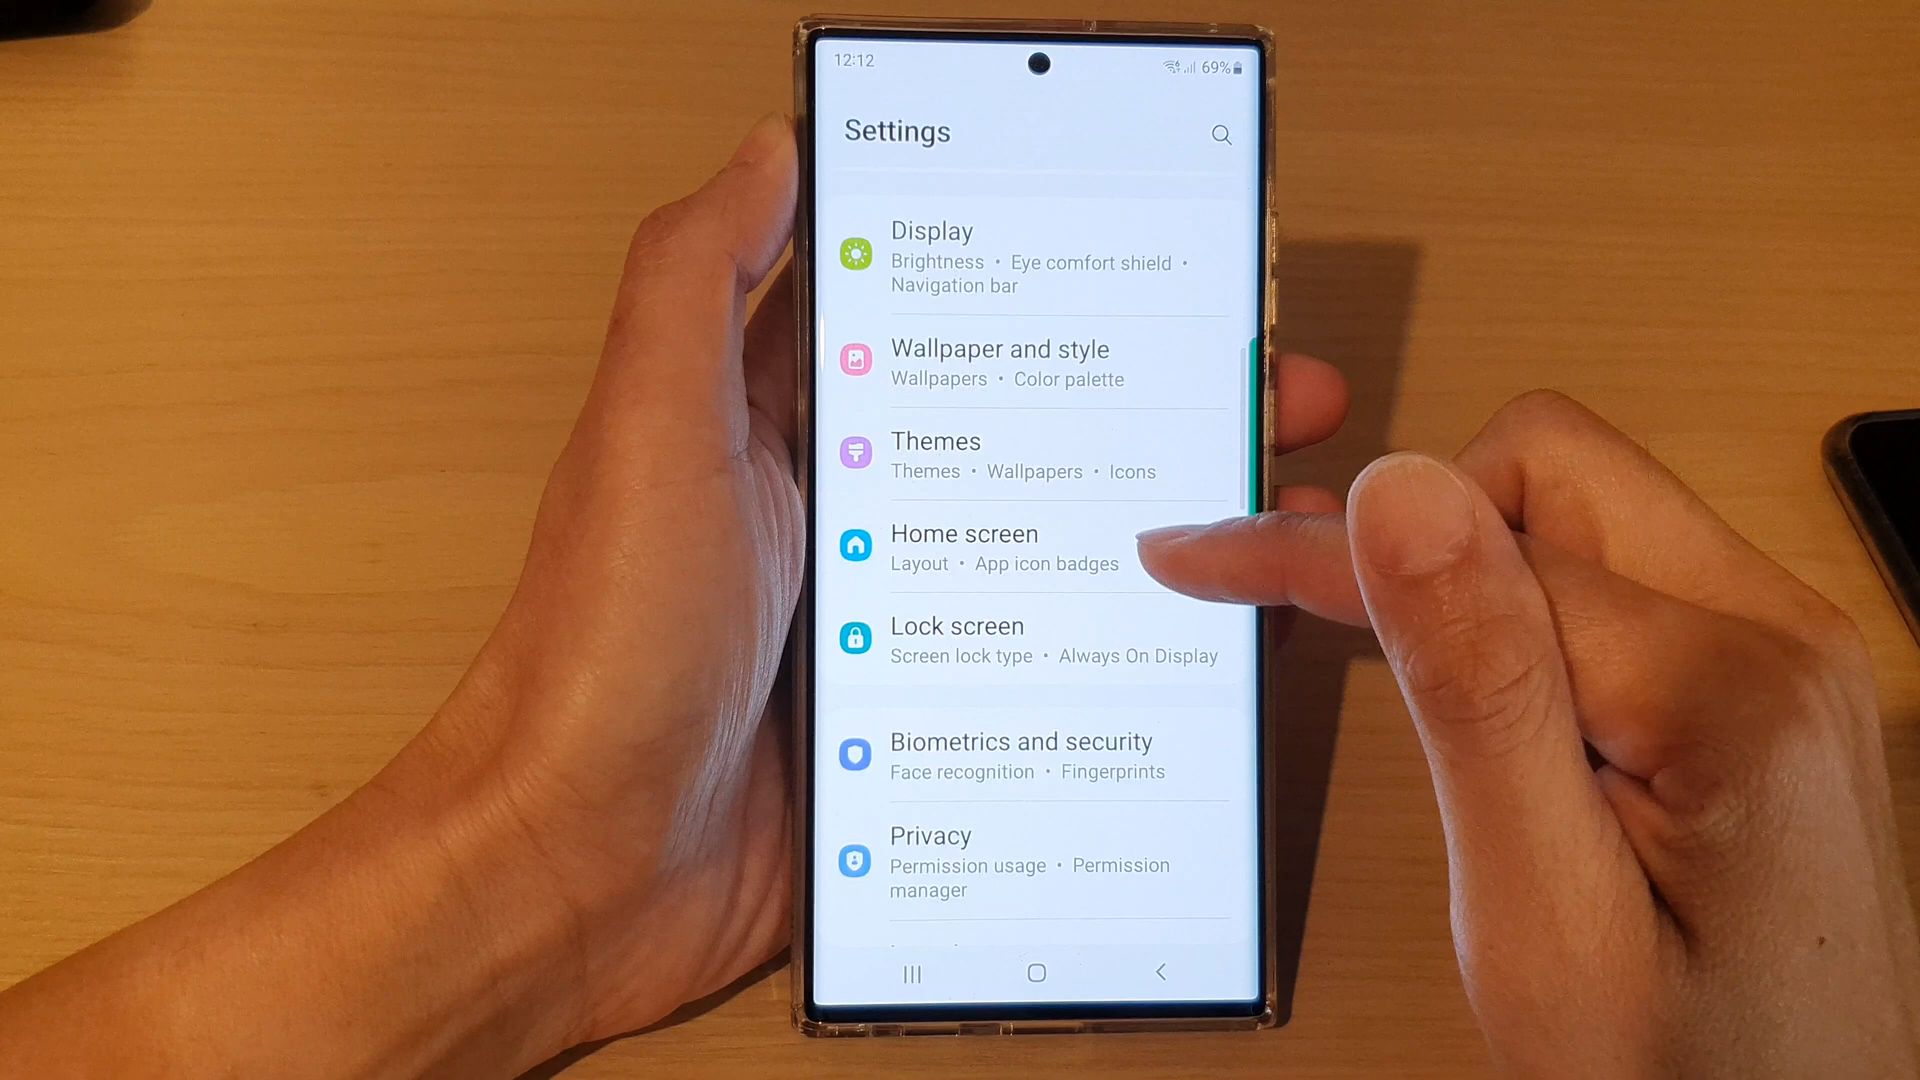 12:12
69%
Settings
Display
Brightness • Eye comfort shield •
Navigation bar
Wallpaper and style
Wallpapers • Color palette
Themes
Themes • Wallpapers • Icons
Home screen
Layout • App icon badges
Lock screen
Screen lock type • Always On Display
Biometrics and security
Face recognition • Fingerprints
Privacy
Permission usage • Permission
manager